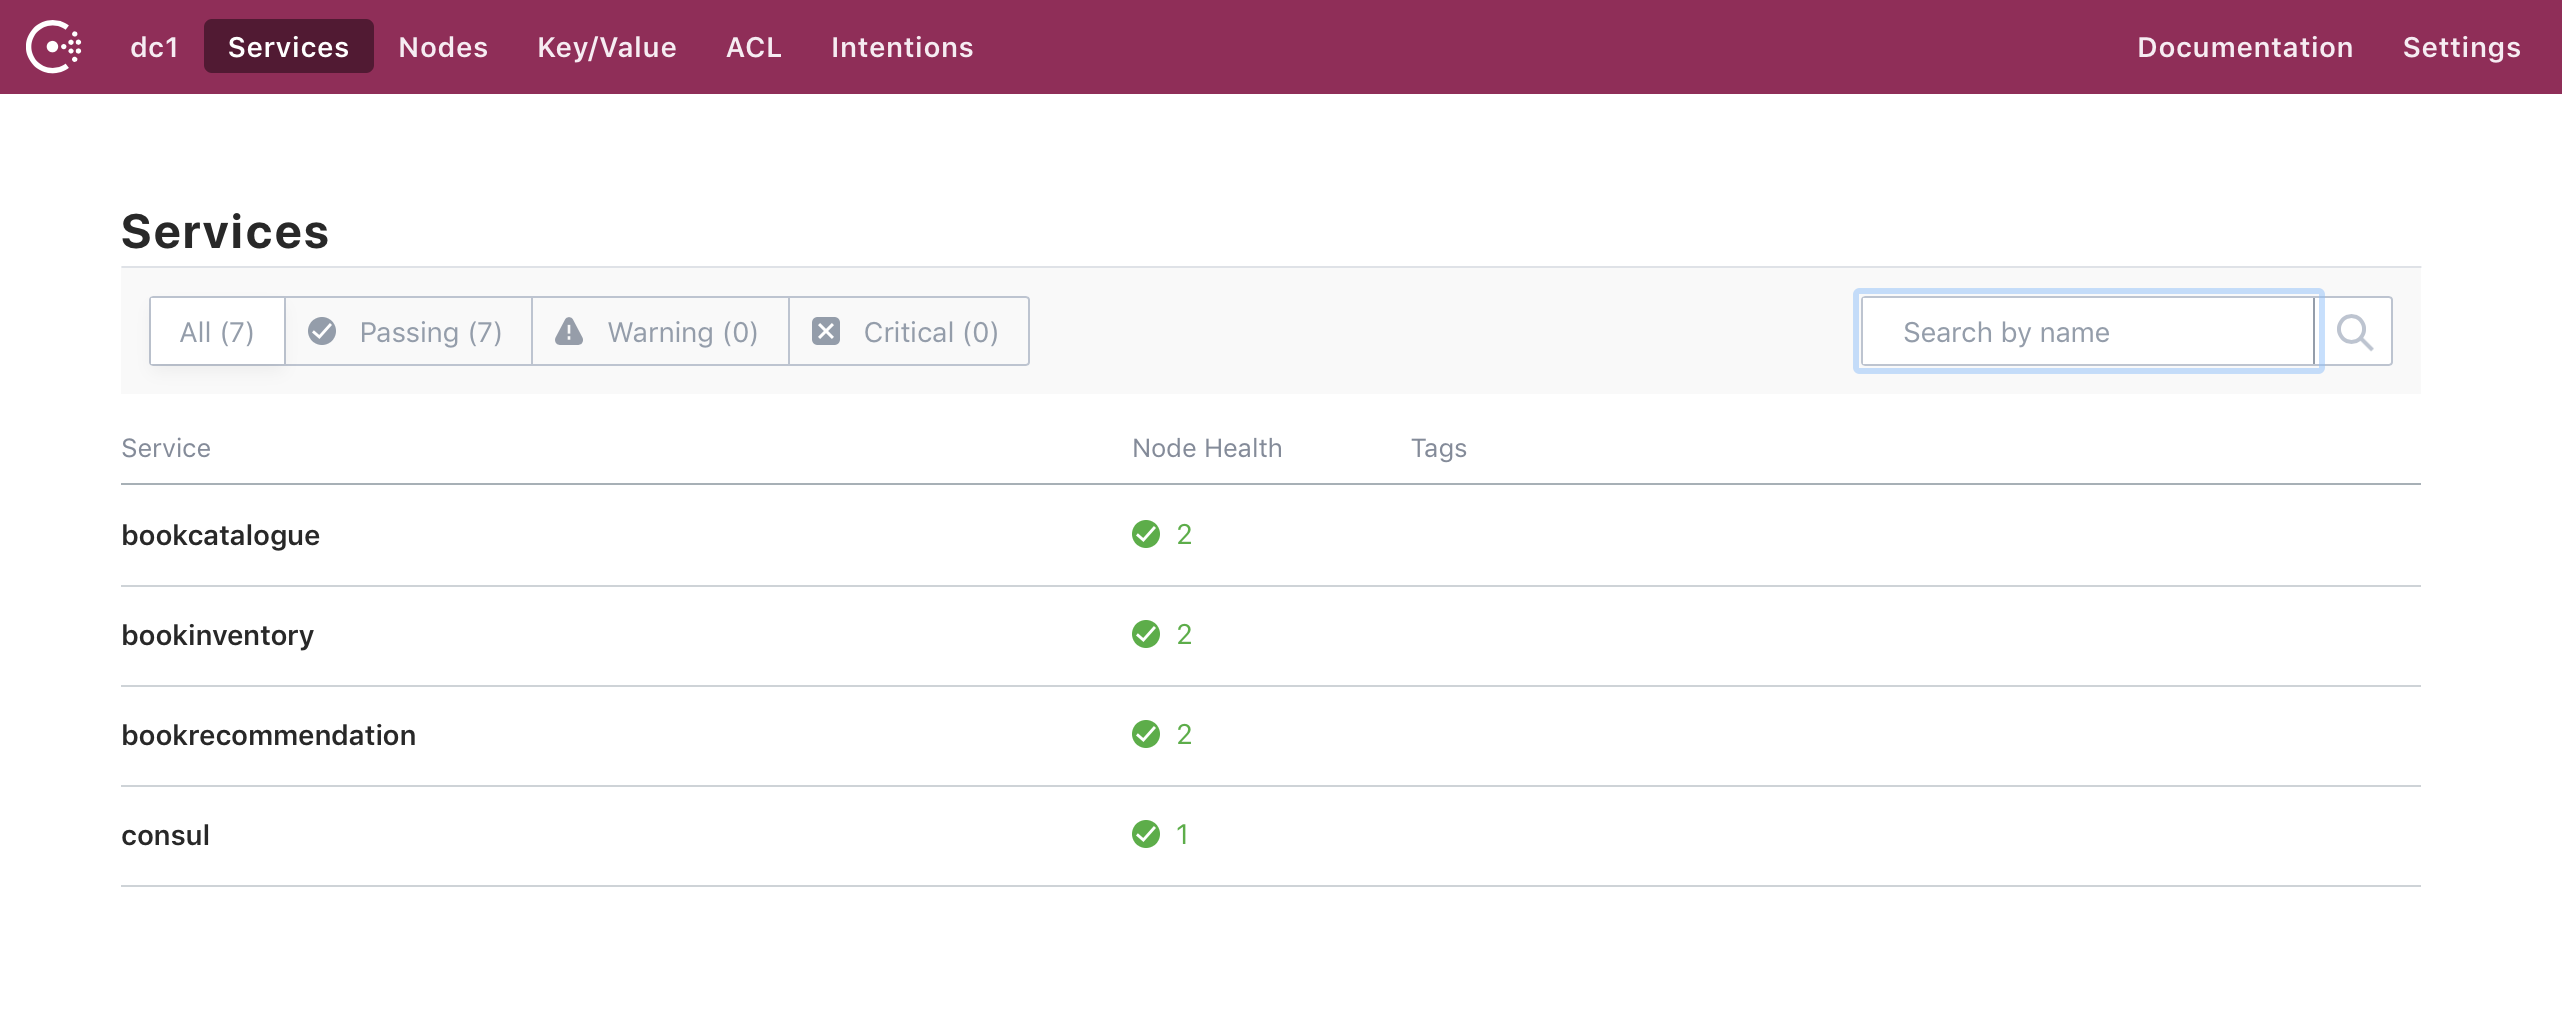 dc1 Services Nodes Key/Value ACL Intentions Documentation Settings
Services
All (7) Passing (7) Warning (0) Critical (0) Search by name
Service Node Health Tags
bookcatalogue 2
bookinventory 2
bookrecommendation 2
consul 1